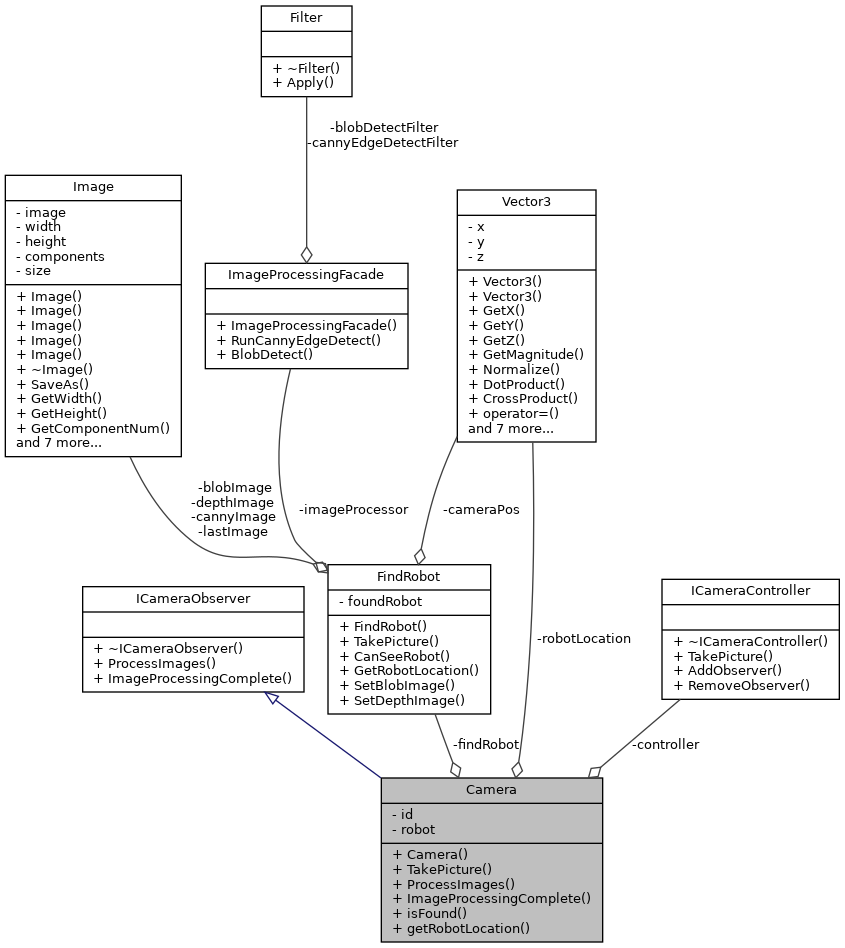 Filter
+ ~Filter()
+ Apply()
-blobDetectFilter
-cannyEdgeDetectFilter
Image
- image
- width
- height
- components
- size
+ Image()
+ Image()
+ Image()
+ Image()
+ Image()
+ ~Image()
+ SaveAs()
+ GetWidth()
+ GetHeight()
+ GetComponentNum()
and 7 more...
ImageProcessingFacade
+ ImageProcessingFacade()
+ RunCannyEdgeDetect()
+ BlobDetect()
Vector3
- x
- y
- z
+ Vector3()
+ Vector3()
+ GetX()
+ GetY()
+ GetZ()
+ GetMagnitude()
+ Normalize()
+ DotProduct()
+ CrossProduct()
+ operator=()
and 7 more...
-blobImage
-depthImage
-cannyImage
-lastImage
-imageProcessor
-cameraPos
ICameraObserver
+ ~ICameraObserver()
+ ProcessImages()
+ ImageProcessingComplete()
FindRobot
- foundRobot
+ FindRobot()
+ TakePicture()
+ CanSeeRobot()
+ GetRobotLocation()
+ SetBlobImage()
+ SetDepthImage()
-robotLocation
ICameraController
+ ~ICameraController()
+ TakePicture()
+ AddObserver()
+ RemoveObserver()
-findRobot
-controller
Camera
- id
- robot
+ Camera()
+ TakePicture()
+ ProcessImages()
+ ImageProcessingComplete()
+ isFound()
+ getRobotLocation()